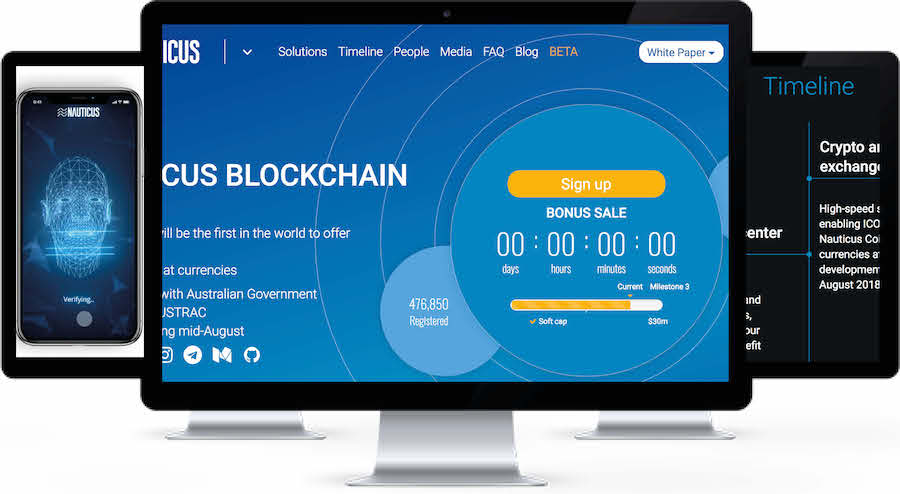 9:41
NAUTICUS
Verifying..
ICUS
Solutions Timeline People Media FAQ Blog BETA
White Paper
CUS BLOCKCHAIN
will be the first in the world to offer
at currencies
with Australian Government
USTRAC
ng mid-August
476,850
Registered
Sign up
BONUS SALE
00 : 00 : 00 : 00
days hours minutes seconds
Current Milestone 3
Soft cap $30m
Timeline
Crypto a
exchange
High-speed s
enabling ICO
Nauticus Co
currencies a
development
August 2018
enter
and
s,
our
efit